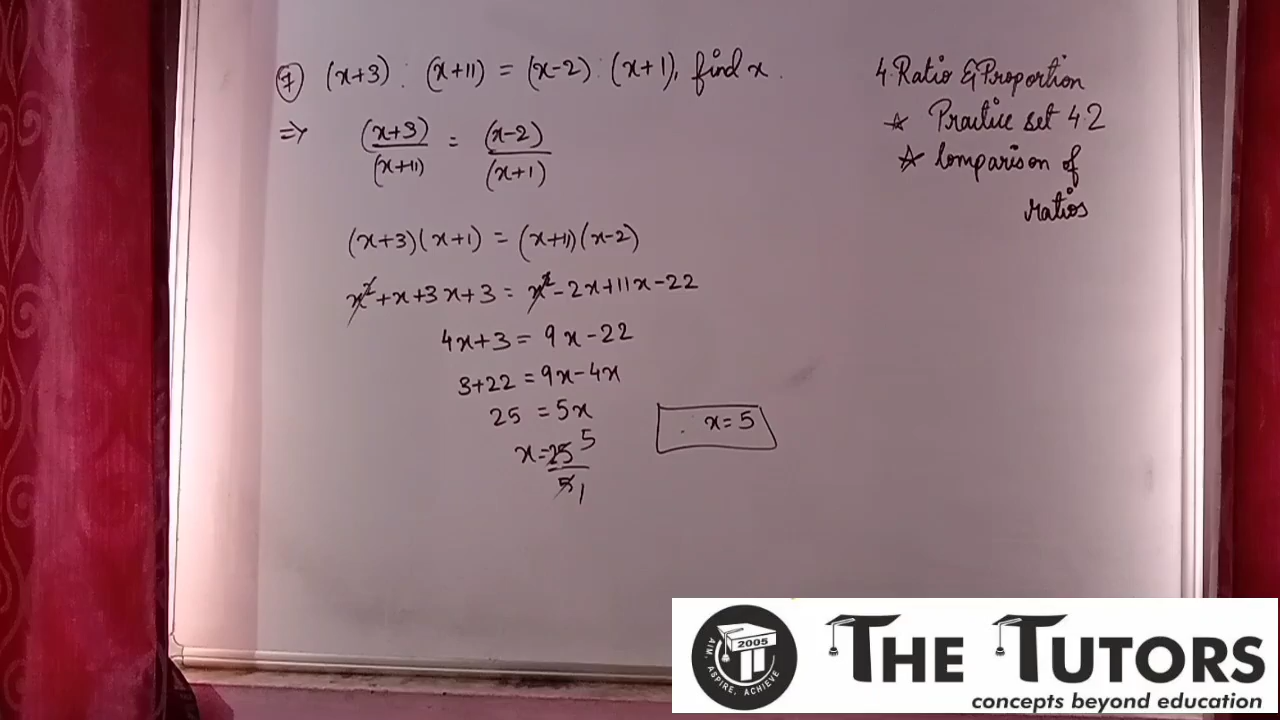 7 (x+3) : (x+11) = (x-2) : (x+1), find x.
⇒ (x+3)/(x+11) = (x-2)/(x+1)
(x+3)(x+1) = (x+11)(x-2)
x²+x+3x+3 = x²-2x+11x-22
4x+3 = 9x-22
3+22 = 9x-4x
25 = 5x
x=25/5 5/1
∴ x=5
4. Ratio & Proportion
☆ Practice set 4.2
☆ Comparison of
ratios
2005
AIM, ASPIRE, ACHIEVE
THE TUTORS
concepts beyond education